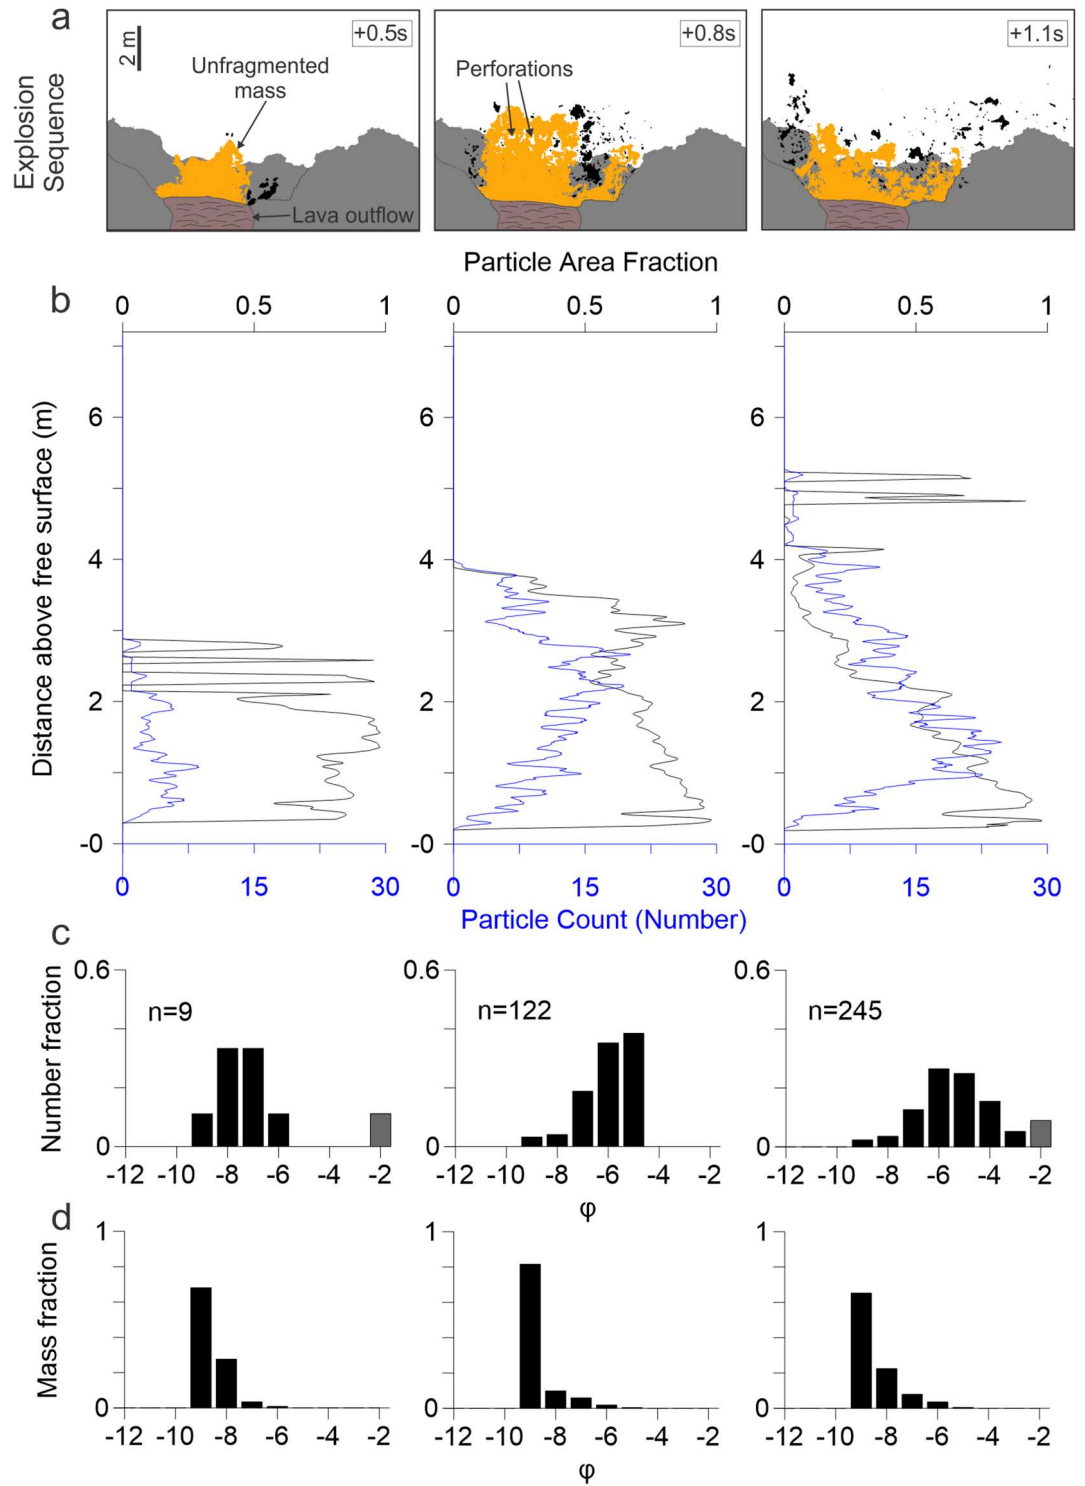 a
Explosion
Sequence
2 m
+0.5s
Unfragmented
mass
Lava outflow
+0.8s
Perforations
+1.1s
Particle Area Fraction
b
0 0.5 1
0 0.5 1
0 0.5 1
Distance above free surface (m)
6
4
2
-0
6
4
2
-0
6
4
2
-0
0 15 30
0 15 30
0 15 30
Particle Count (Number)
c
Number fraction
0.6
0
n=9
-12 -10 -8 -6 -4 -2
0.6
0
n=122
-12 -10 -8 -6 -4 -2
0.6
0
n=245
-12 -10 -8 -6 -4 -2
φ
d
Mass fraction
1
0
-12 -10 -8 -6 -4 -2
1
0
-12 -10 -8 -6 -4 -2
1
0
-12 -10 -8 -6 -4 -2
φ